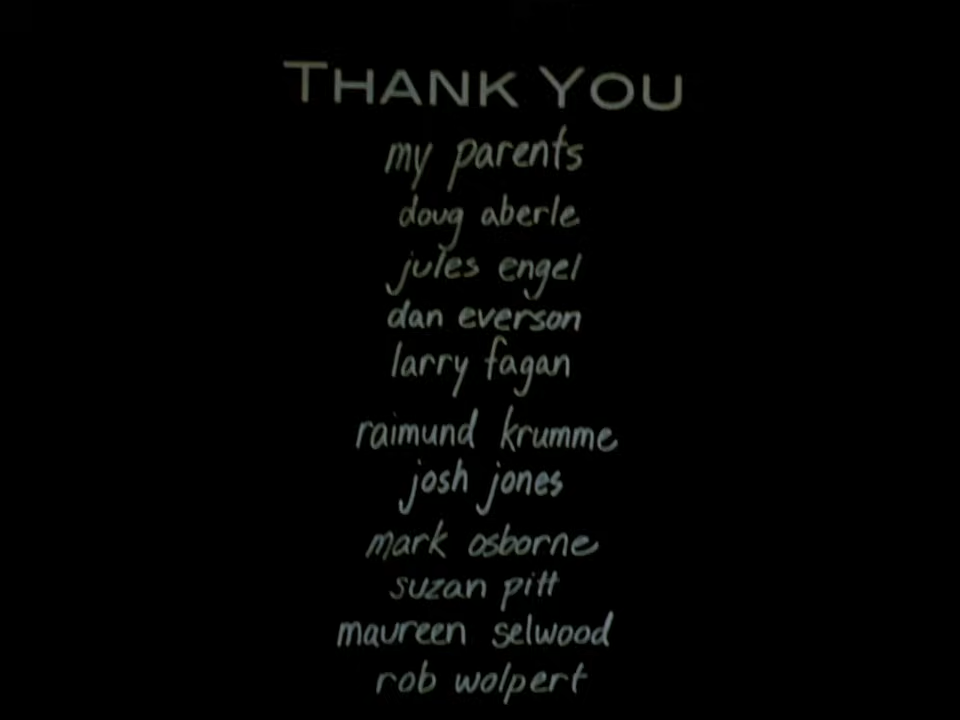 THANK YOU
my parents
doug aberle
jules engel
dan everson
larry fagan
raimund krumme
josh jones
mark osborne
suzan pitt
maureen selwood
rob wolpert